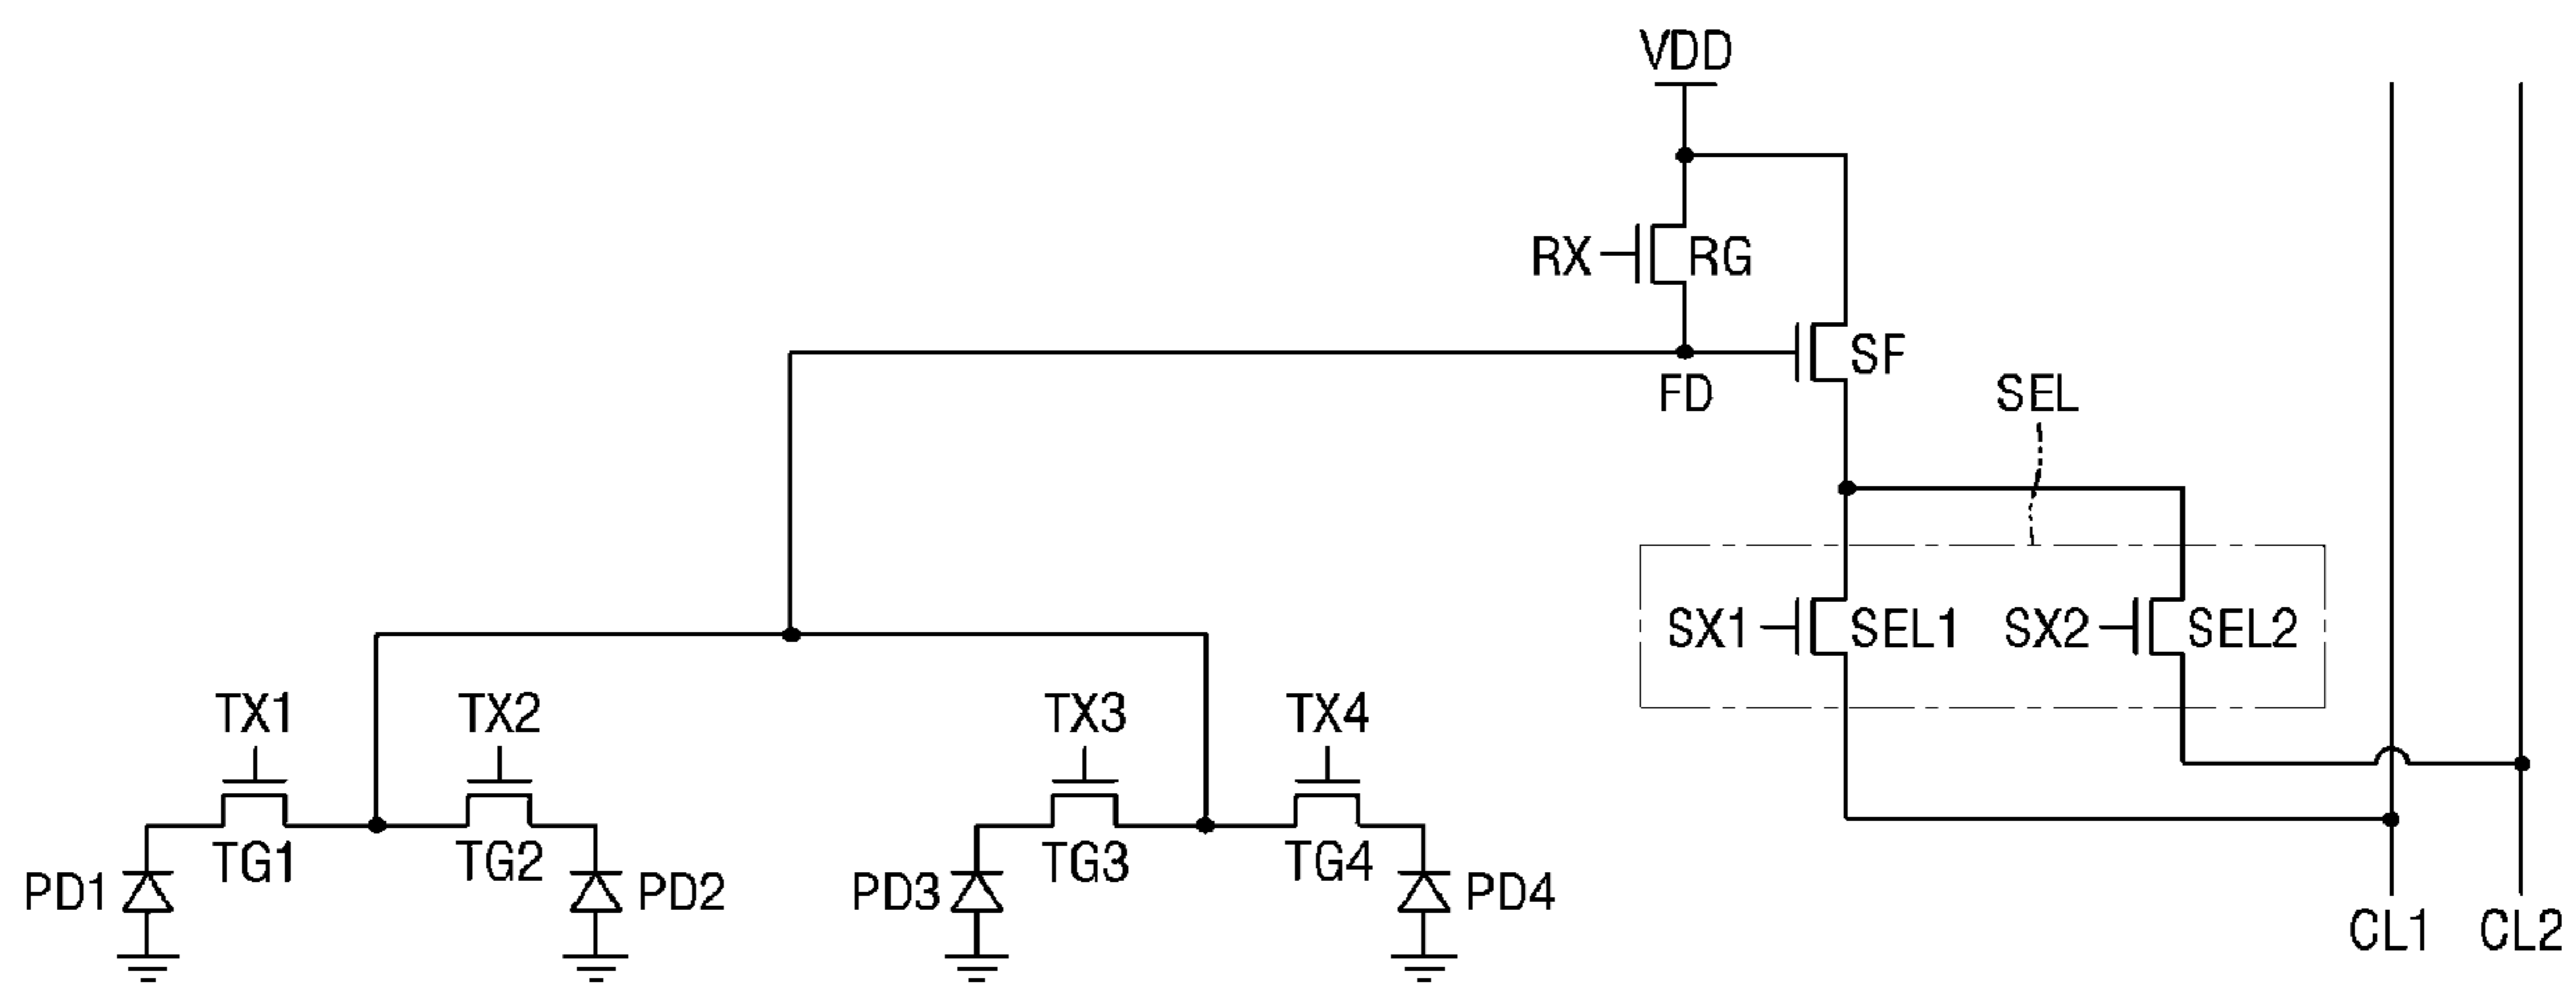 VDD
RX
RG
SF
FD
SEL
SX1
SEL1
SX2
SEL2
TX1
TX2
TX3
TX4
TG1
TG2
TG3
TG4
PD1
PD2
PD3
PD4
CL1
CL2